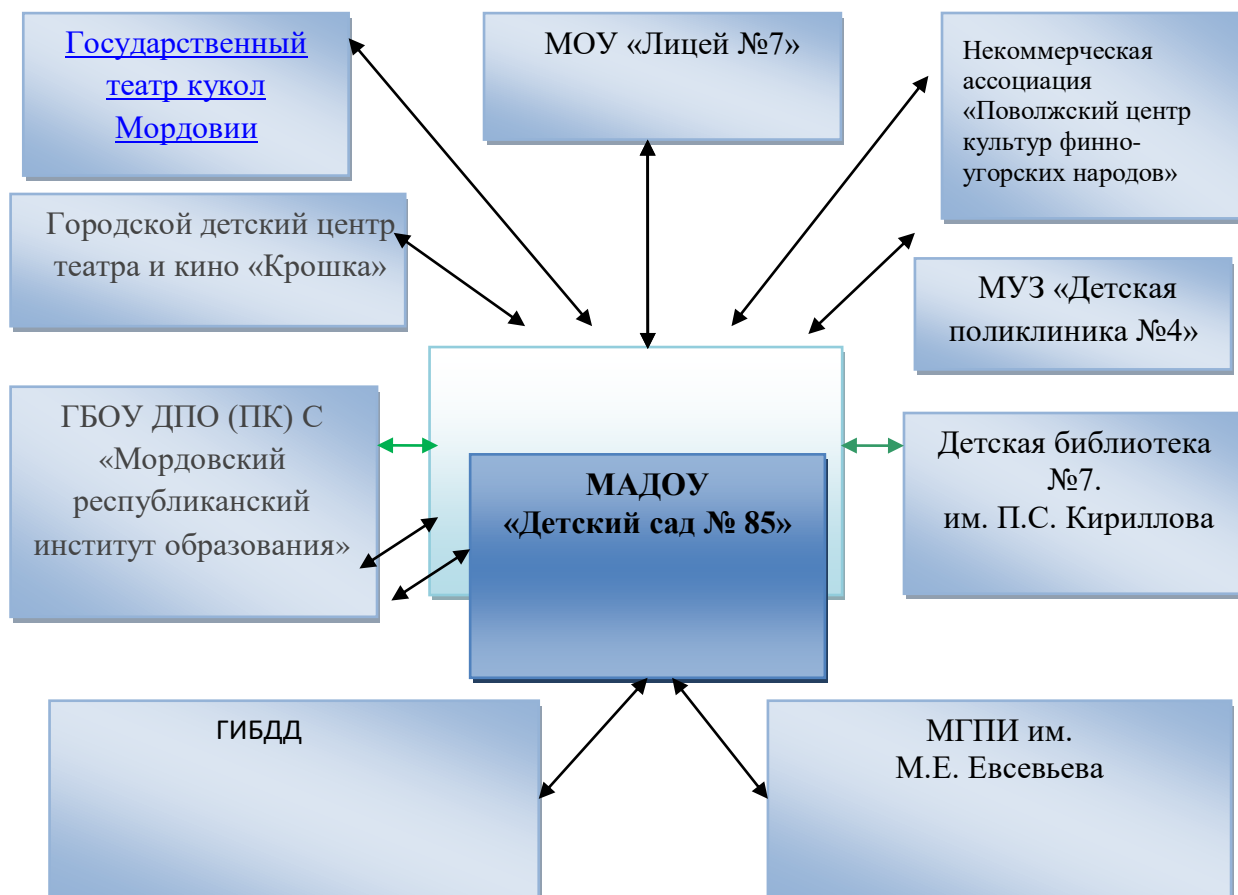 Государственный
театр кукол
Мордовии
МОУ «Лицей №7»
Некоммерческая
ассоциация
«Поволжский центр
культур финно-
угорских народов»
Городской детский центр
театра и кино «Крошка»
МУЗ «Детская
поликлиника №4»
ГБОУ ДПО (ПК) С
«Мордовский
республиканский
институт образования»
МАДОУ
«Детский сад № 85»
Детская библиотека
№7.
им. П.С. Кириллова
ГИБДД
МГПИ им.
М.Е. Евсевьева